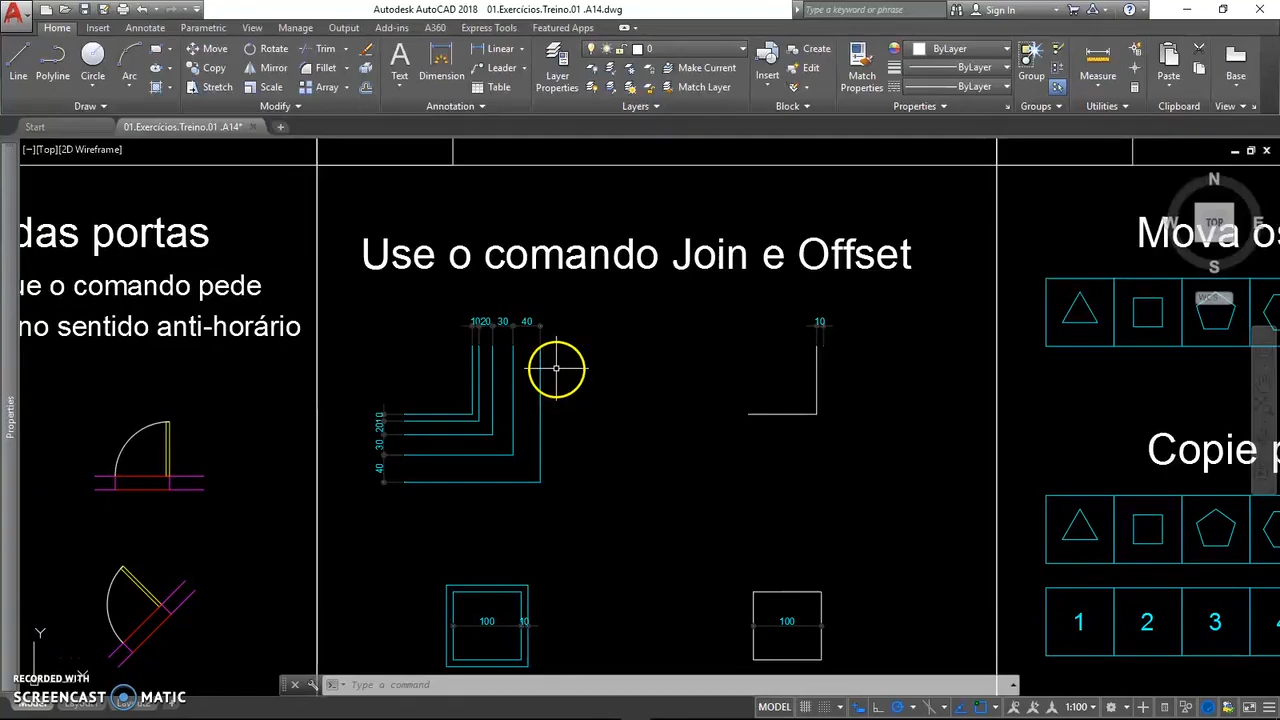 Autodesk AutoCAD 2018 01.Exercícios.Treino.01 .A14.dwg
Type a keyword or phrase
Sign In
Home Insert Annotate Parametric View Manage Output Add-ins A360 Express Tools Featured Apps
Line Polyline Circle Arc
Move Rotate Trim
Copy Mirror Fillet
Stretch Scale Array
Text Dimension
Linear
Leader
Table
Layer Properties
0
Make Current
Match Layer
Insert
Create
Edit
Match Properties
ByLayer
ByLayer
ByLayer
Group
Measure
Paste
Base
Draw Modify Annotation Layers Block Properties Groups Utilities Clipboard View
Start 01.Exercícios.Treino.01 .A14*
[−][Top][2D Wireframe]
N
W TOP E
S
WCS
das portas
ue o comando pede
no sentido anti-horário
Use o comando Join e Offset
10 20 30 40
10
20
30
40
10
100 10
100
Mova os
Copie p
1 2 3 4
Properties
Y
X
Type a command
RECORDED WITH
SCREENCAST MATIC
Model Layout1 Layout2
MODEL
1:100